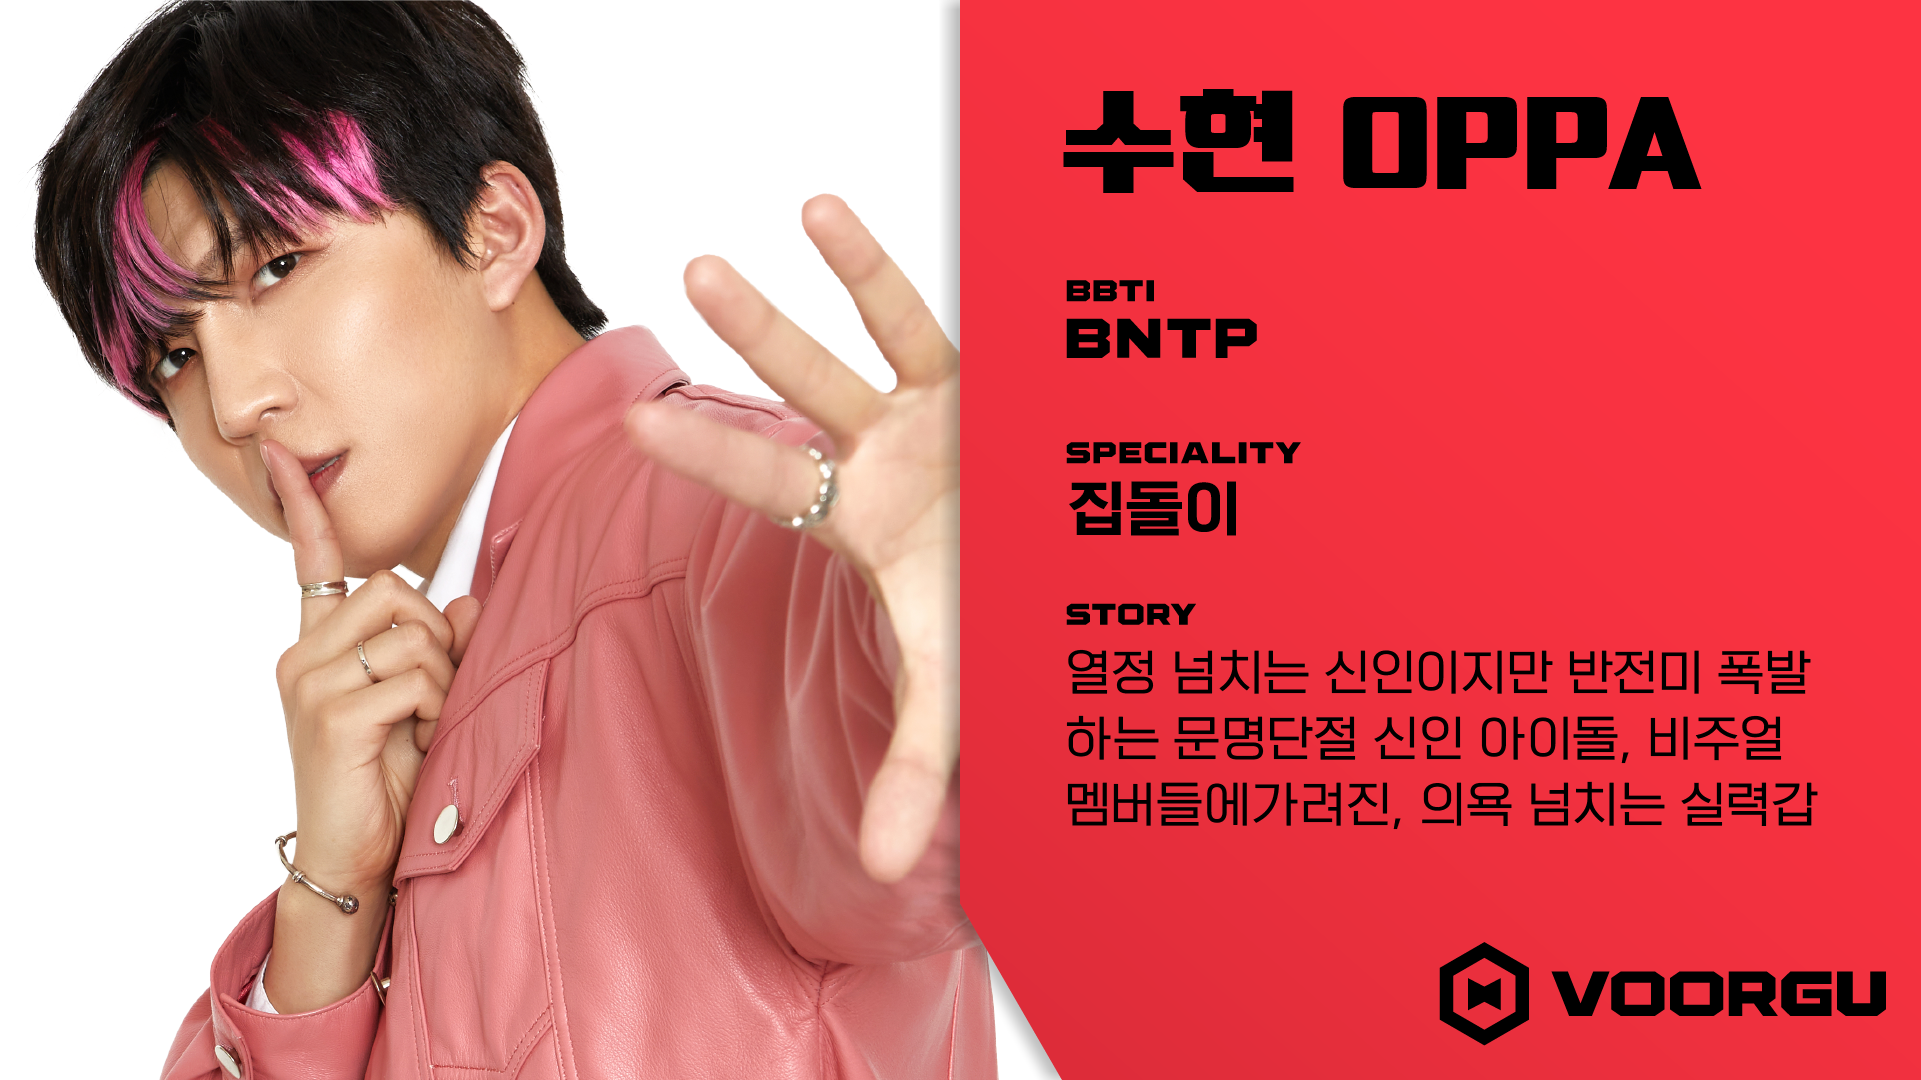 수현 OPPA
BBTI
BNTP
SPECIALITY
집돌이
STORY
열정 넘치는 신인이지만 반전미 폭발
하는 문명단절 신인 아이돌, 비주얼
멤버들에가려진, 의욕 넘치는 실력갑
VOORGU